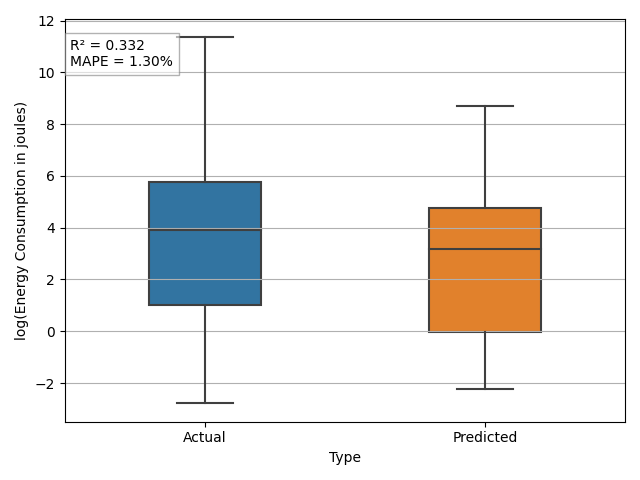 12
10
8
6
4
2
0
−2
log(Energy Consumption in joules)
R² = 0.332
MAPE = 1.30%
Actual
Predicted
Type